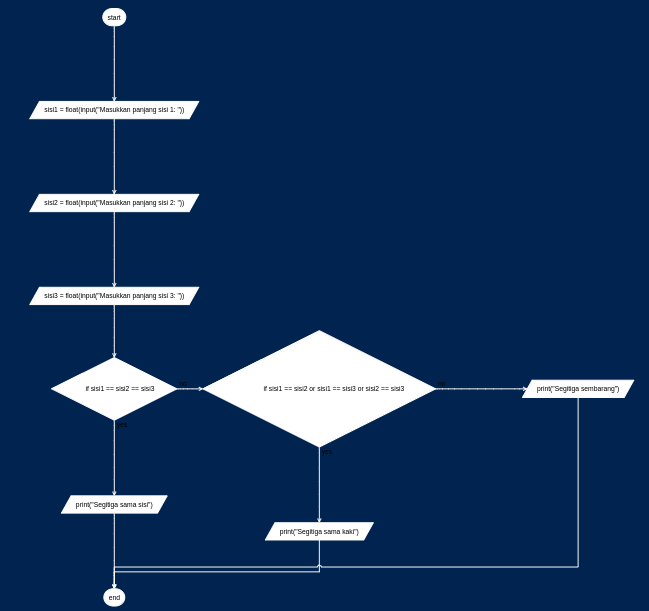 start
sisi1 = float(input("Masukkan panjang sisi 1: "))
sisi2 = float(input("Masukkan panjang sisi 2: "))
sisi3 = float(input("Masukkan panjang sisi 3: "))
if sisi1 == sisi2 == sisi3
no
if sisi1 == sisi2 or sisi1 == sisi3 or sisi2 == sisi3
no
print("Segitiga sembarang")
yes
yes
print("Segitiga sama sisi")
print("Segitiga sama kaki")
end